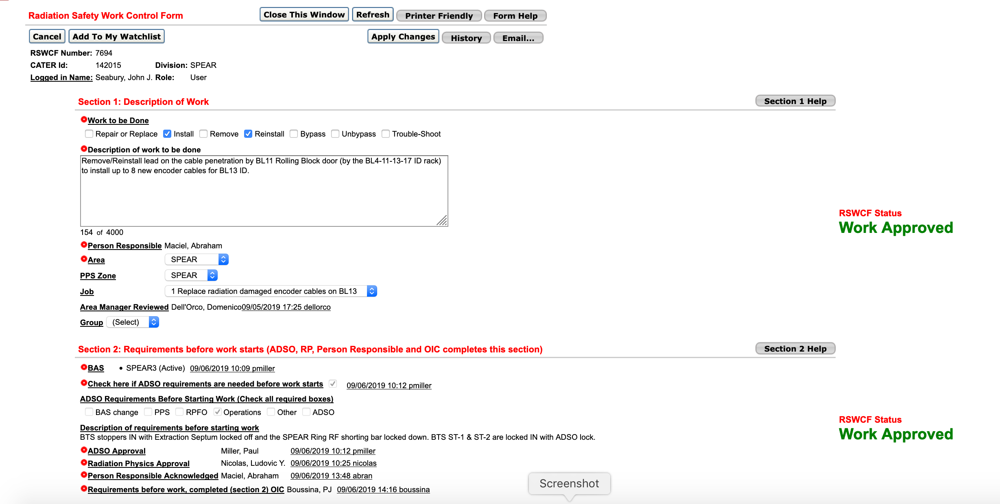 Radiation Safety Work Control Form Close This Window Refresh Printer Friendly Form Help
Cancel Add To My Watchlist Apply Changes History Email...
RSWCF Number: 7694
CATER Id: 142015 Division: SPEAR
Logged in Name: Seabury, John J. Role: User
Section 1: Description of Work Section 1 Help
Work to be Done
Repair or Replace Install Remove Reinstall Bypass Unbypass Trouble-Shoot
Description of work to be done
Remove/Reinstall lead on the cable penetration by BL11 Rolling Block door (by the BL4-11-13-17 ID rack)
to install up to 8 new encoder cables for BL13 ID.
RSWCF Status
Work Approved
154 of 4000
Person Responsible Maciel, Abraham
Area SPEAR
PPS Zone SPEAR
Job 1 Replace radiation damaged encoder cables on BL13
Area Manager Reviewed Dell'Orco, Domenico09/05/2019 17:25 dellorco
Group (Select)
Section 2: Requirements before work starts (ADSO, RP, Person Responsible and OIC completes this section) Section 2 Help
BAS • SPEAR3 (Active) 09/06/2019 10:09 pmiller
Check here if ADSO requirements are needed before work starts 09/06/2019 10:12 pmiller
ADSO Requirements Before Starting Work (Check all required boxes)
BAS change PPS RPFO Operations Other ADSO
RSWCF Status
Work Approved
Description of requirements before starting work
BTS stoppers IN with Extraction Septum locked off and the SPEAR Ring RF shorting bar locked down. BTS ST-1 & ST-2 are locked IN with ADSO lock.
ADSO Approval Miller, Paul 09/06/2019 10:12 pmiller
Radiation Physics Approval Nicolas, Ludovic Y. 09/06/2019 10:25 nicolas
Person Responsible Acknowledged Maciel, Abraham 09/06/2019 13:48 abran
Requirements before work, completed (section 2) OIC Boussina, PJ 09/06/2019 14:16 boussina
Screenshot